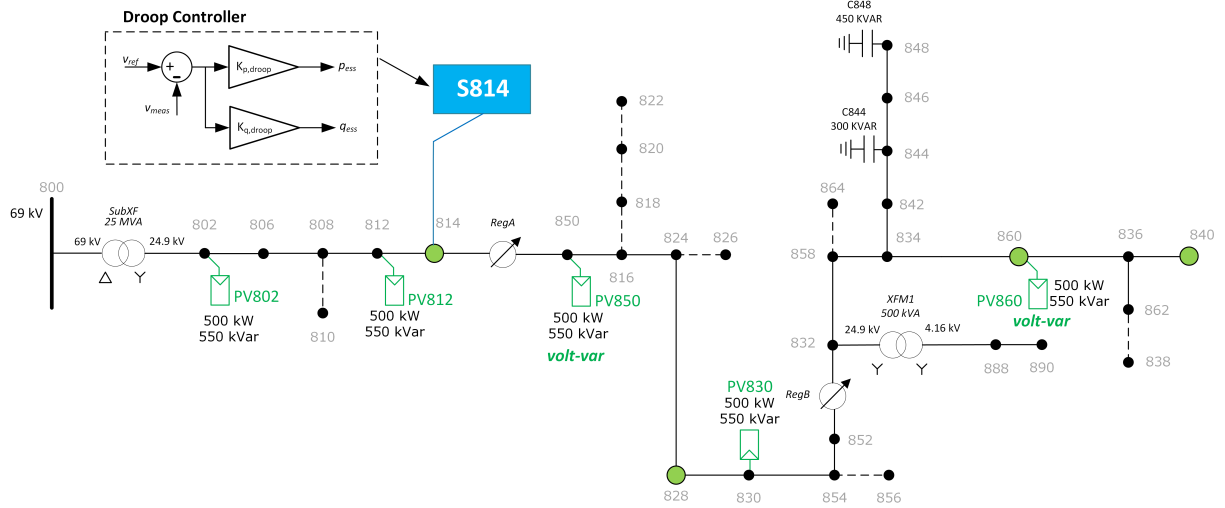 Droop Controller
v_ref
+
-
v_meas
K_p,droop
p_ess
K_q,droop
q_ess
S814
C848
450 KVAR
848
846
C844
300 KVAR
844
842
834
822
820
818
864
858
800
69 kV
SubXF
25 MVA
69 kV
24.9 kV
802
806
808
812
814
RegA
850
816
824
826
860
836
840
PV802
500 kW
550 kVar
810
PV812
500 kW
550 kVar
PV850
500 kW
550 kVar
volt-var
PV860
500 kW
550 kVar
volt-var
862
838
XFM1
500 kVA
24.9 kV
4.16 kV
832
888
890
PV830
500 kW
550 kVar
RegB
852
828
830
854
856